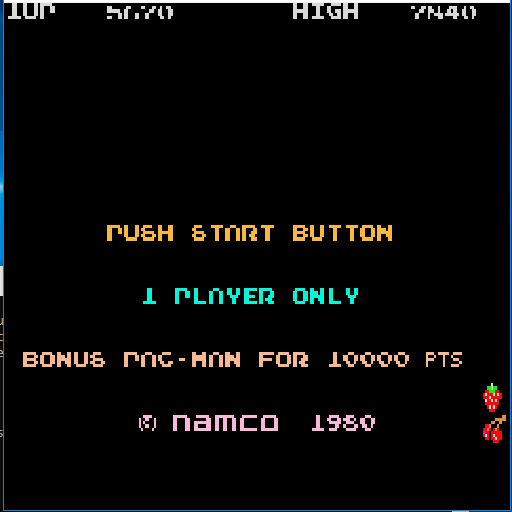 1UP HIGH
PUSH START BUTTON
1 PLAYER ONLY
BONUS PAC-MAN FOR 10000 PTS
© namco 1980